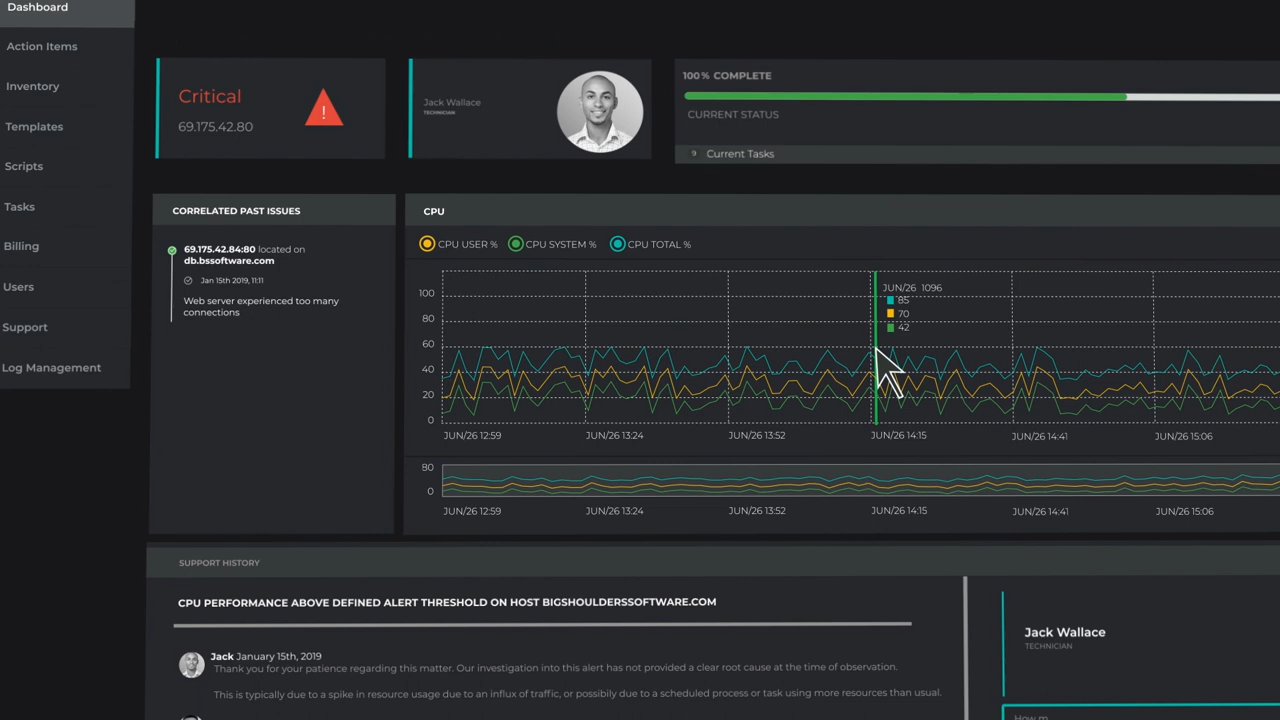 Dashboard
Action Items
Inventory
Templates
Scripts
Tasks
Billing
Users
Support
Log Management
Critical
69.175.42.80
!
Jack Wallace
TECHNICIAN
100% COMPLETE
CURRENT STATUS
9 Current Tasks
CORRELATED PAST ISSUES
69.175.42.84:80 located on
db.bssoftware.com
Jan 15th 2019, 11:11
Web server experienced too many
connections
CPU
CPU USER % CPU SYSTEM % CPU TOTAL %
JUN/26 1096
85
70
42
100
80
60
40
20
0
JUN/26 12:59 JUN/26 13:24 JUN/26 13:52 JUN/26 14:15 JUN/26 14:41 JUN/26 15:06
80
0
JUN/26 12:59 JUN/26 13:24 JUN/26 13:52 JUN/26 14:15 JUN/26 14:41 JUN/26 15:06
SUPPORT HISTORY
CPU PERFORMANCE ABOVE DEFINED ALERT THRESHOLD ON HOST BIGSHOULDERSSOFTWARE.COM
Jack January 15th, 2019
Thank you for your patience regarding this matter. Our investigation into this alert has not provided a clear root cause at the time of observation.
This is typically due to a spike in resource usage due to an influx of traffic, or possibily due to a scheduled process or task using more resources than usual.
Jack Wallace
TECHNICIAN
How m